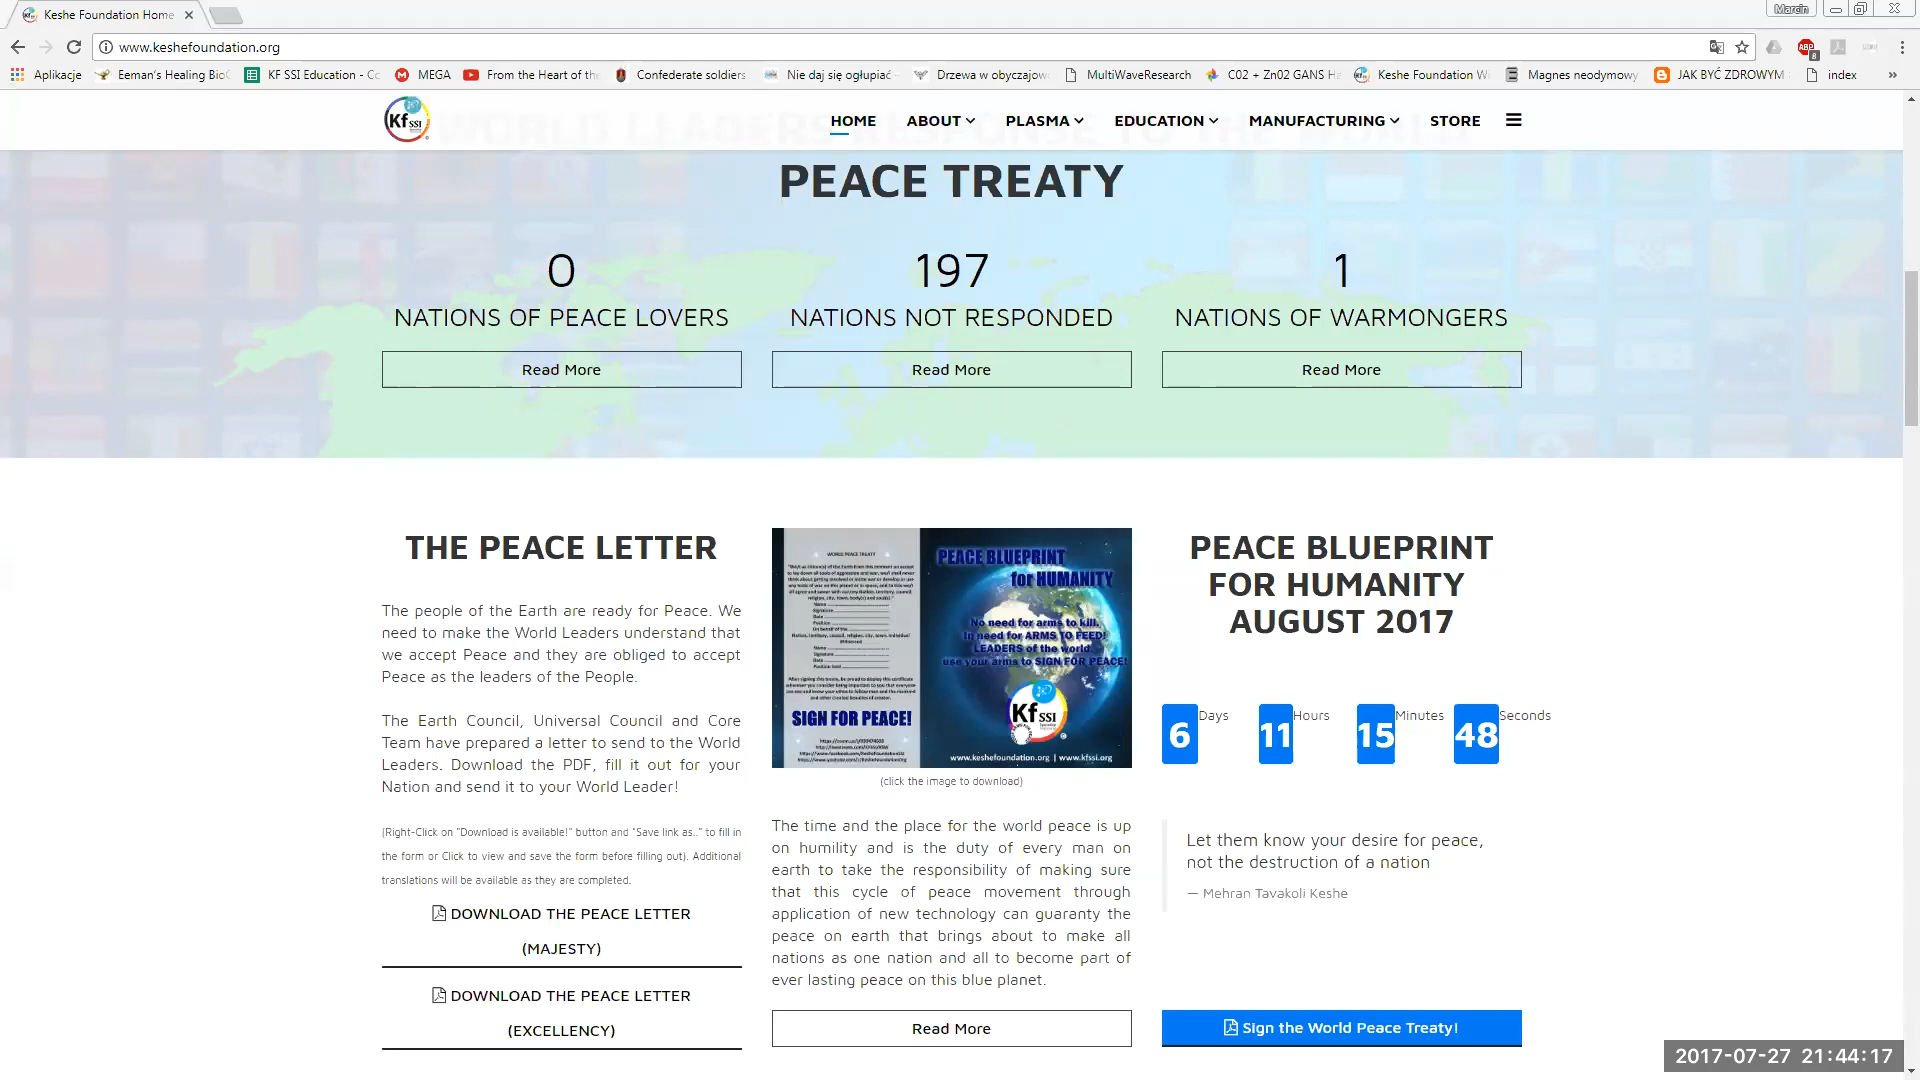 Keshe Foundation Home
Marcin
www.keshefoundation.org
Aplikacje
Eeman's Healing Bio
KF SSI Education - Co
MEGA
From the Heart of the
Confederate soldiers
Nie daj się ogłupiać -
Drzewa w obyczajow
MultiWaveResearch
C02 + Zn02 GANS Ha
Keshe Foundation Wi
Magnes neodymowy
JAK BYĆ ZDROWYM
index
»
Kf SSI
HOME
ABOUT
PLASMA
EDUCATION
MANUFACTURING
STORE
WORLD LEADERS RESPONSE TO THE WORLD
PEACE TREATY
0
NATIONS OF PEACE LOVERS
Read More
197
NATIONS NOT RESPONDED
Read More
1
NATIONS OF WARMONGERS
Read More
THE PEACE LETTER
The people of the Earth are ready for Peace. We
need to make the World Leaders understand that
we accept Peace and they are obliged to accept
Peace as the leaders of the People.
The Earth Council, Universal Council and Core
Team have prepared a letter to send to the World
Leaders. Download the PDF, fill it out for your
Nation and send it to your World Leader!
(Right-Click on "Download is available!" button and "Save link as.." to fill in
the form or Click to view and save the form before filling out). Additional
translations will be available as they are completed.
DOWNLOAD THE PEACE LETTER
(MAJESTY)
DOWNLOAD THE PEACE LETTER
(EXCELLENCY)
WORLD PEACE TREATY
SIGN FOR PEACE!
PEACE BLUEPRINT
for HUMANITY
No need for arms to kill.
In need for ARMS TO FEED!
LEADERS of the world.
use your arms to SIGN FOR PEACE!
Kf SSI
www.keshefoundation.org | www.kfssi.org
(click the image to download)
The time and the place for the world peace is up
on humility and is the duty of every man on
earth to take the responsibility of making sure
that this cycle of peace movement through
application of new technology can guaranty the
peace on earth that brings about to make all
nations as one nation and all to become part of
ever lasting peace on this blue planet.
Read More
PEACE BLUEPRINT
FOR HUMANITY
AUGUST 2017
6 Days 11 Hours 15 Minutes 48 Seconds
Let them know your desire for peace,
not the destruction of a nation
— Mehran Tavakoli Keshe
Sign the World Peace Treaty!
2017-07-27 21:44:17